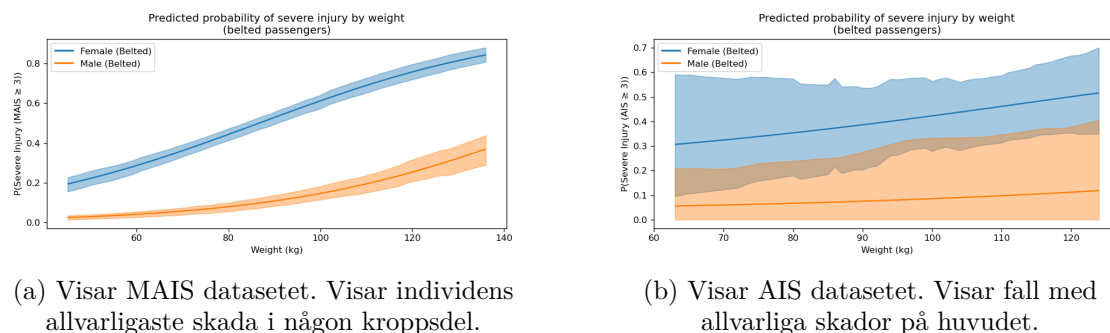 Predicted probability of severe injury by weight
(belted passengers)
Female (Belted)
Male (Belted)
P(Severe Injury (MAIS ≥ 3))
0.8
0.6
0.4
0.2
0.0
60 80 100 120 140
Weight (kg)
(a) Visar MAIS datasetet. Visar individens
allvarligaste skada i någon kroppsdel.
Predicted probability of severe injury by weight
(belted passengers)
Female (Belted)
Male (Belted)
P(Severe Injury (AIS ≥ 3))
0.7
0.6
0.5
0.4
0.3
0.2
0.1
0.0
60 70 80 90 100 110 120
Weight (kg)
(b) Visar AIS datasetet. Visar fall med
allvarliga skador på huvudet.